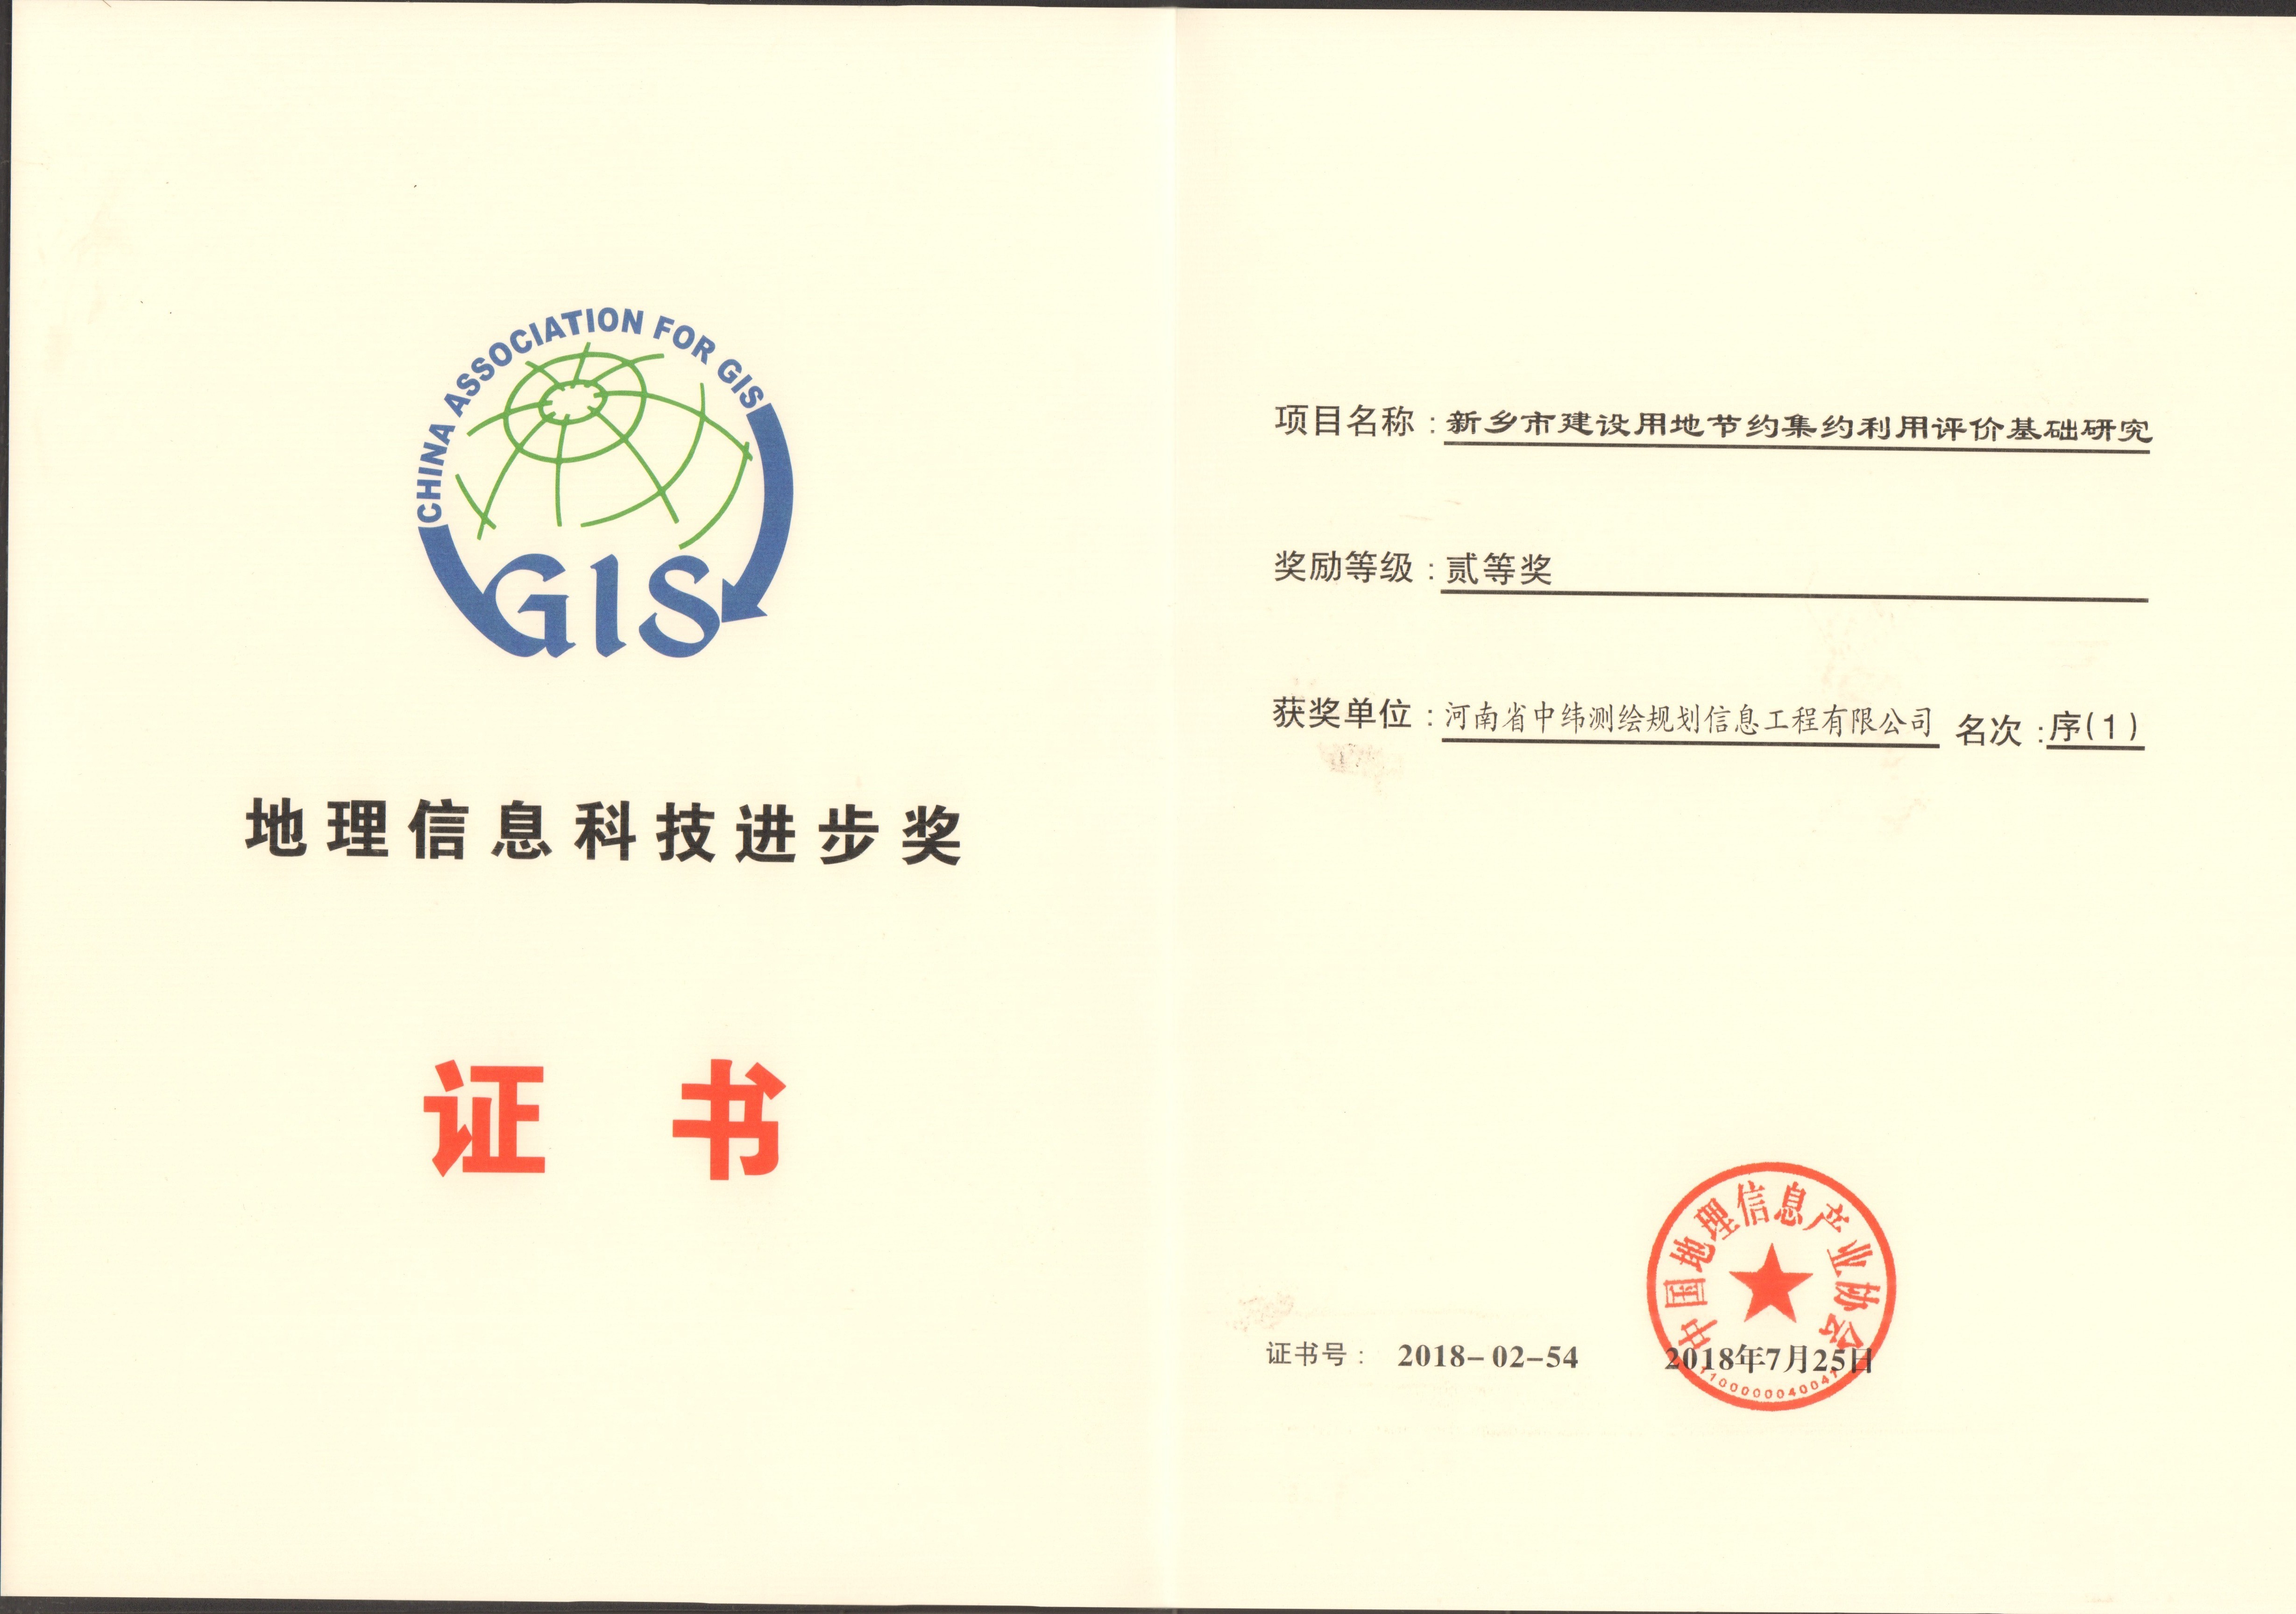 CHINA ASSOCIATION FOR GIS
GIS
地理信息科技进步奖
证 书
项目名称：新乡市建设用地节约集约利用评价基础研究
奖励等级：贰等奖
获奖单位：河南省中纬测绘规划信息工程有限公司 名次：序(1)
中国地理信息产业协会
证书号： 2018-02-54 2018年7月25日